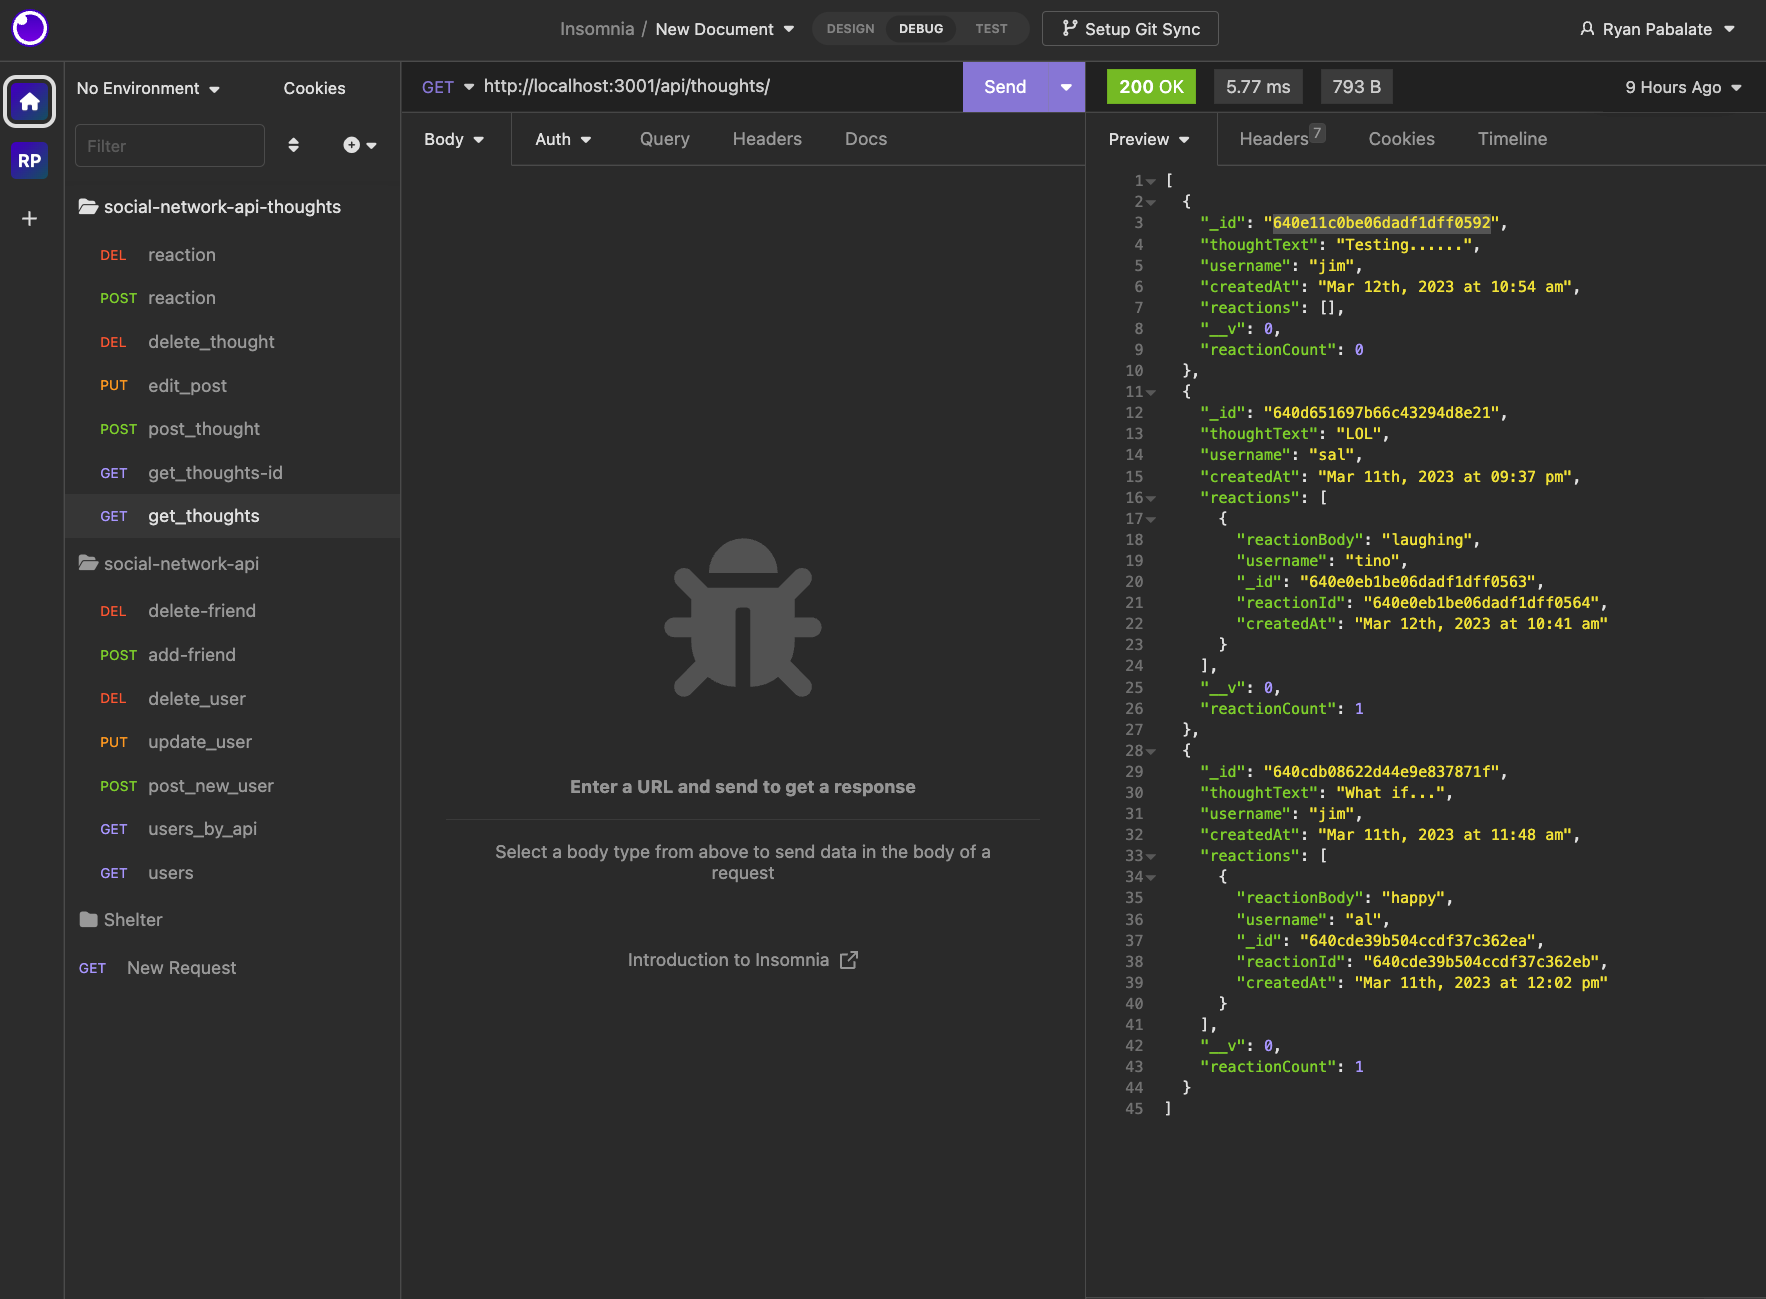 Insomnia / New Document
DESIGN DEBUG TEST
Setup Git Sync
Ryan Pabalate
RP
No Environment
Cookies
Filter
social-network-api-thoughts
DEL reaction
POST reaction
DEL delete_thought
PUT edit_post
POST post_thought
GET get_thoughts-id
GET get_thoughts
social-network-api
DEL delete-friend
POST add-friend
DEL delete_user
PUT update_user
POST post_new_user
GET users_by_api
GET users
Shelter
GET New Request
GET http://localhost:3001/api/thoughts/
Send
Body Auth Query Headers Docs
Enter a URL and send to get a response
Select a body type from above to send data in the body of a
request
Introduction to Insomnia
200 OK 5.77 ms 793 B 9 Hours Ago
Preview Headers 7 Cookies Timeline
1 [
2 {
3 "_id": "640e11c0be06dadf1dff0592",
4 "thoughtText": "Testing......",
5 "username": "jim",
6 "createdAt": "Mar 12th, 2023 at 10:54 am",
7 "reactions": [],
8 "__v": 0,
9 "reactionCount": 0
10 },
11 {
12 "_id": "640d651697b66c43294d8e21",
13 "thoughtText": "LOL",
14 "username": "sal",
15 "createdAt": "Mar 11th, 2023 at 09:37 pm",
16 "reactions": [
17 {
18 "reactionBody": "laughing",
19 "username": "tino",
20 "_id": "640e0eb1be06dadf1dff0563",
21 "reactionId": "640e0eb1be06dadf1dff0564",
22 "createdAt": "Mar 12th, 2023 at 10:41 am"
23 }
24 ],
25 "__v": 0,
26 "reactionCount": 1
27 },
28 {
29 "_id": "640cdb08622d44e9e837871f",
30 "thoughtText": "What if...",
31 "username": "jim",
32 "createdAt": "Mar 11th, 2023 at 11:48 am",
33 "reactions": [
34 {
35 "reactionBody": "happy",
36 "username": "al",
37 "_id": "640cde39b504ccdf37c362ea",
38 "reactionId": "640cde39b504ccdf37c362eb",
39 "createdAt": "Mar 11th, 2023 at 12:02 pm"
40 }
41 ],
42 "__v": 0,
43 "reactionCount": 1
44 }
45 ]